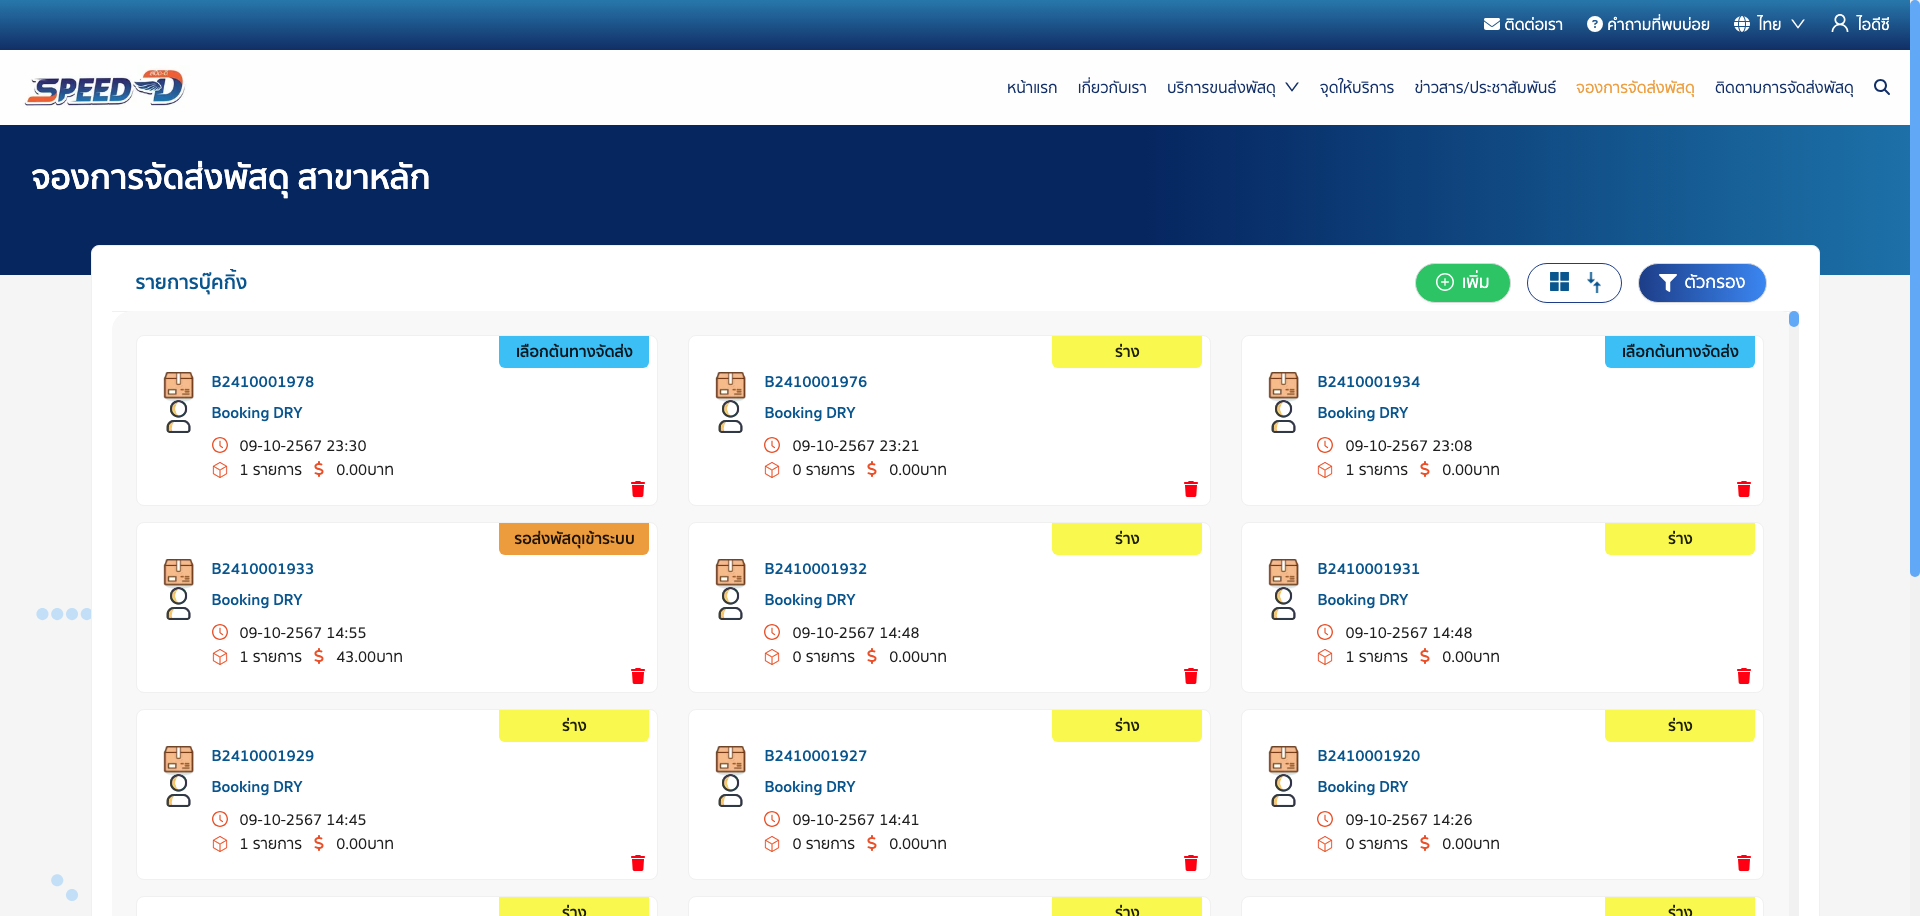 ติดต่อเรา คำถามที่พบบ่อย ไทย ไอดีซี
SPEED-D
หน้าแรก เกี่ยวกับเรา บริการขนส่งพัสดุ จุดให้บริการ ข่าวสาร/ประชาสัมพันธ์ จองการจัดส่งพัสดุ ติดตามการจัดส่งพัสดุ
จองการจัดส่งพัสดุ สาขาหลัก
รายการบุ๊คกิ้ง
เพิ่ม ตัวกรอง
เลือกต้นทางจัดส่ง
B2410001978
Booking DRY
09-10-2567 23:30
1 รายการ $ 0.00บาท
ร่าง
B2410001976
Booking DRY
09-10-2567 23:21
0 รายการ $ 0.00บาท
เลือกต้นทางจัดส่ง
B2410001934
Booking DRY
09-10-2567 23:08
1 รายการ $ 0.00บาท
รอส่งพัสดุเข้าระบบ
B2410001933
Booking DRY
09-10-2567 14:55
1 รายการ $ 43.00บาท
ร่าง
B2410001932
Booking DRY
09-10-2567 14:48
0 รายการ $ 0.00บาท
ร่าง
B2410001931
Booking DRY
09-10-2567 14:48
1 รายการ $ 0.00บาท
ร่าง
B2410001929
Booking DRY
09-10-2567 14:45
1 รายการ $ 0.00บาท
ร่าง
B2410001927
Booking DRY
09-10-2567 14:41
0 รายการ $ 0.00บาท
ร่าง
B2410001920
Booking DRY
09-10-2567 14:26
0 รายการ $ 0.00บาท
ร่าง
ร่าง
ร่าง